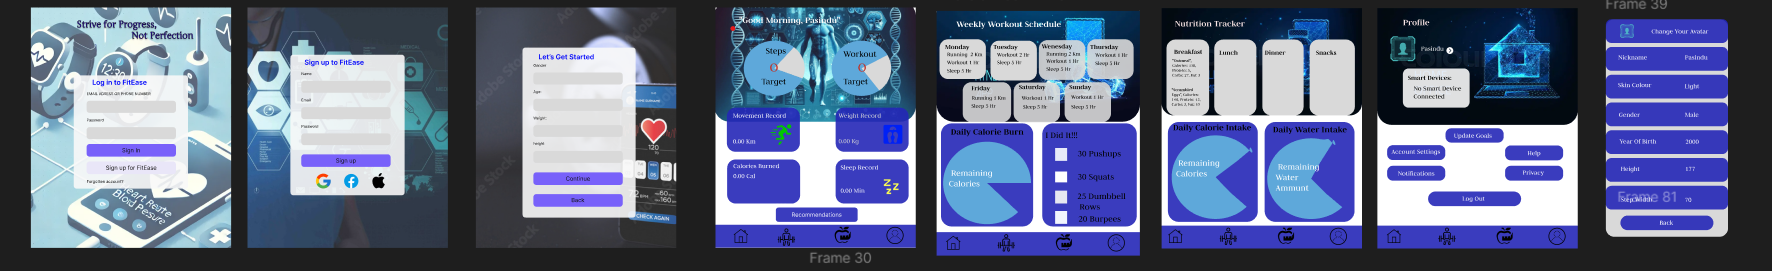 Frame 39
Strive for Progress,
Not Perfection
Log in to FitEase
EMAIL ADRESS OR PHONE NUMBER
Password
Sign in
Sign up for FitEase
Forgotten account?
Sign up to FitEase
Name
Email
Password
Sign up
Let's Get Started
Gender
Age
Weight
height
Continue
Back
120
CHECK AGAIN
"Good Morning, Pasindu"
Steps
0
Target
Workout
0
Target
Movement Record
0.00 Km
Weight Record
0.00 Kg
Calories Burned
0.00 Cal
Sleep Record
0.00 Min
Recommendations
Frame 30
Weekly Workout Schedule
Monday
Running 2 Km
Workout 1 Hr
Sleep 5 Hr
Tuesday
Workout 2 Hr
Sleep 5 Hr
Wenesday
Running 2 Km
Workout 1 Hr
Sleep 5 Hr
Thursday
Workout 1 Hr
Sleep 5 Hr
Friday
Running 1 Km
Sleep 5 Hr
Saturday
Workout 1 Hr
Sleep 5 Hr
Sunday
Workout 1 Hr
Sleep 5 Hr
Daily Calorie Burn
Remaining
Calories
I Did It!!!
30 Pushups
30 Squats
25 Dumbbell
Rows
20 Burpees
Nutrition Tracker
Breakfast
Lunch
Dinner
Snacks
Daily Calorie Intake
Remaining
Calories
Daily Water Intake
Remaining
Water
Amount
Profile
Pasindu
Smart Devices:
No Smart Device
Connected
Update Goals
Account Settings
Help
Notifications
Privacy
Log Out
Change Your Avatar
Nickname Pasindu
Skin Colour Light
Gender Male
Year Of Birth 2000
Height 177
Frame 81
70
Back